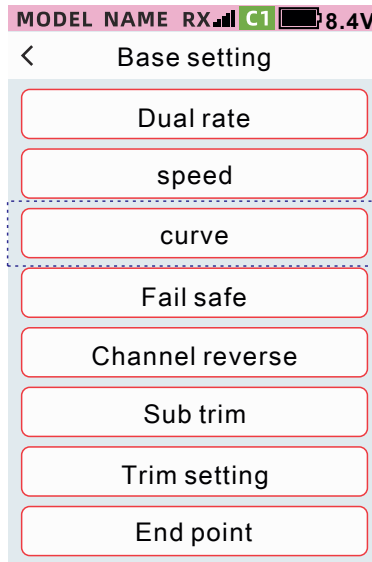 MODEL NAME RX C1 8.4V
< Base setting
Dual rate
speed
curve
Fail safe
Channel reverse
Sub trim
Trim setting
End point